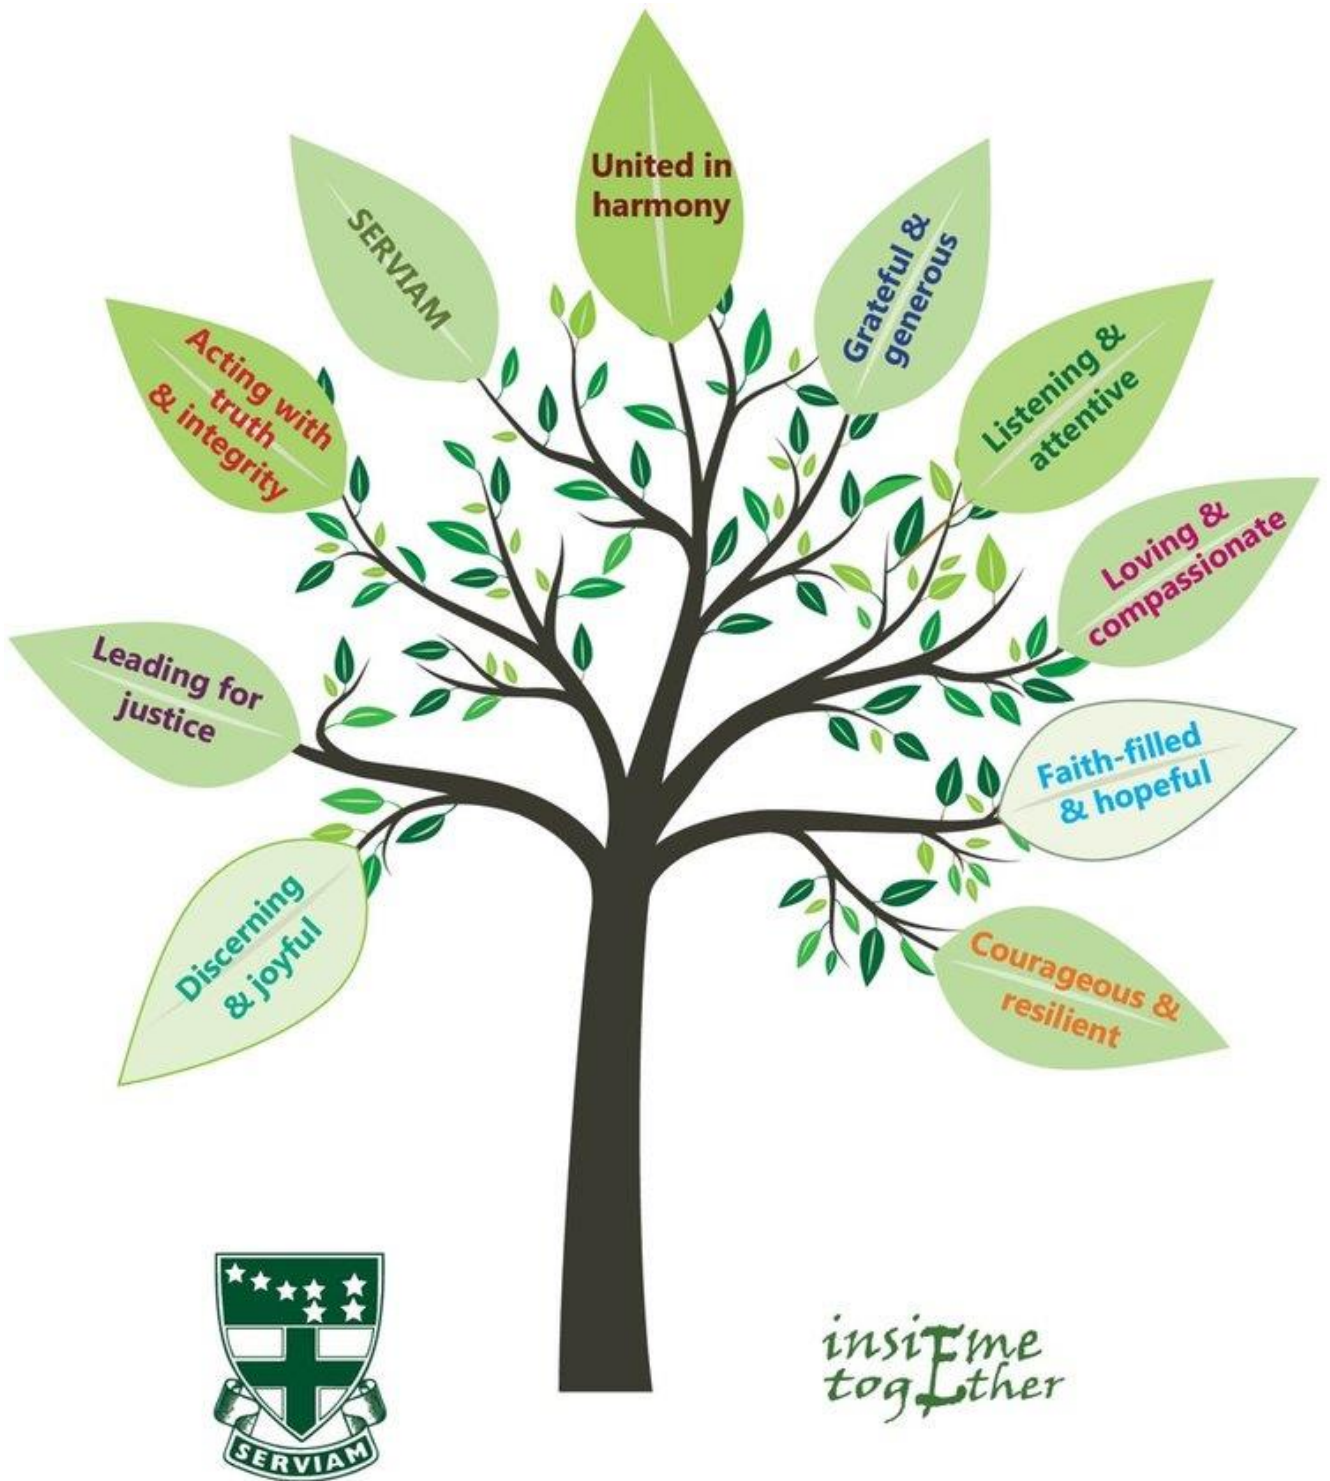 United in
harmony
SERVIAM
Grateful &
generous
Acting with
truth
& integrity
Listening &
attentive
Loving &
compassionate
Leading for
justice
Faith-filled
& hopeful
Discerning
& joyful
Courageous &
resilient
SERVIAM
insiEme
togEther